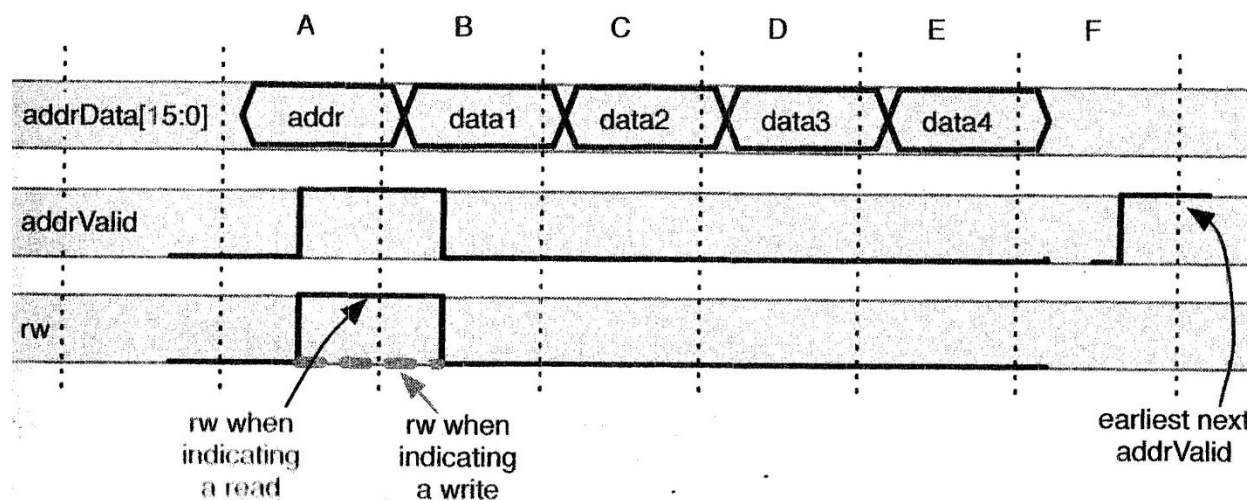 A B C D E F
addrData[15:0] addr data1 data2 data3 data4
addrValid
rw
rw when
indicating
a read
rw when
indicating
a write
earliest next
addrValid